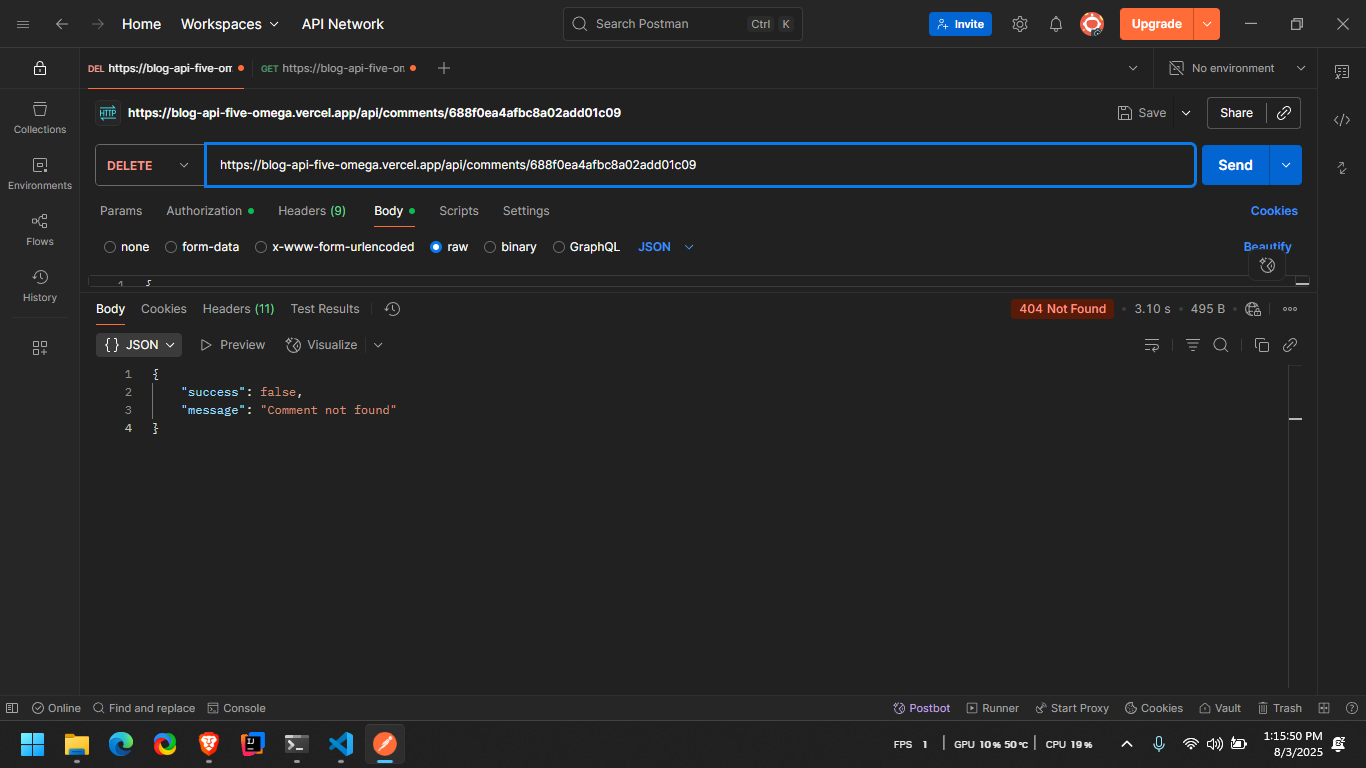 Home
Workspaces
API Network
Search Postman
Ctrl
K
Invite
Upgrade
DEL https://blog-api-five-om
GET https://blog-api-five-on
No environment
HTTP
https://blog-api-five-omega.vercel.app/api/comments/688f0ea4afbc8a02add01c09
Save
Share
Collections
Environments
Flows
History
DELETE
https://blog-api-five-omega.vercel.app/api/comments/688f0ea4afbc8a02add01c09
Send
Params
Authorization
Headers (9)
Body
Scripts
Settings
Cookies
none
form-data
x-www-form-urlencoded
raw
binary
GraphQL
JSON
Beautify
1 {
Body
Cookies
Headers (11)
Test Results
404 Not Found
3.10 s
495 B
{ } JSON
Preview
Visualize
1 {
2 "success": false,
3 "message": "Comment not found"
4 }
Online
Find and replace
Console
Postbot
Runner
Start Proxy
Cookies
Vault
Trash
FPS 1
GPU 10 % 50 °C
CPU 19 %
1:15:50 PM
8/3/2025